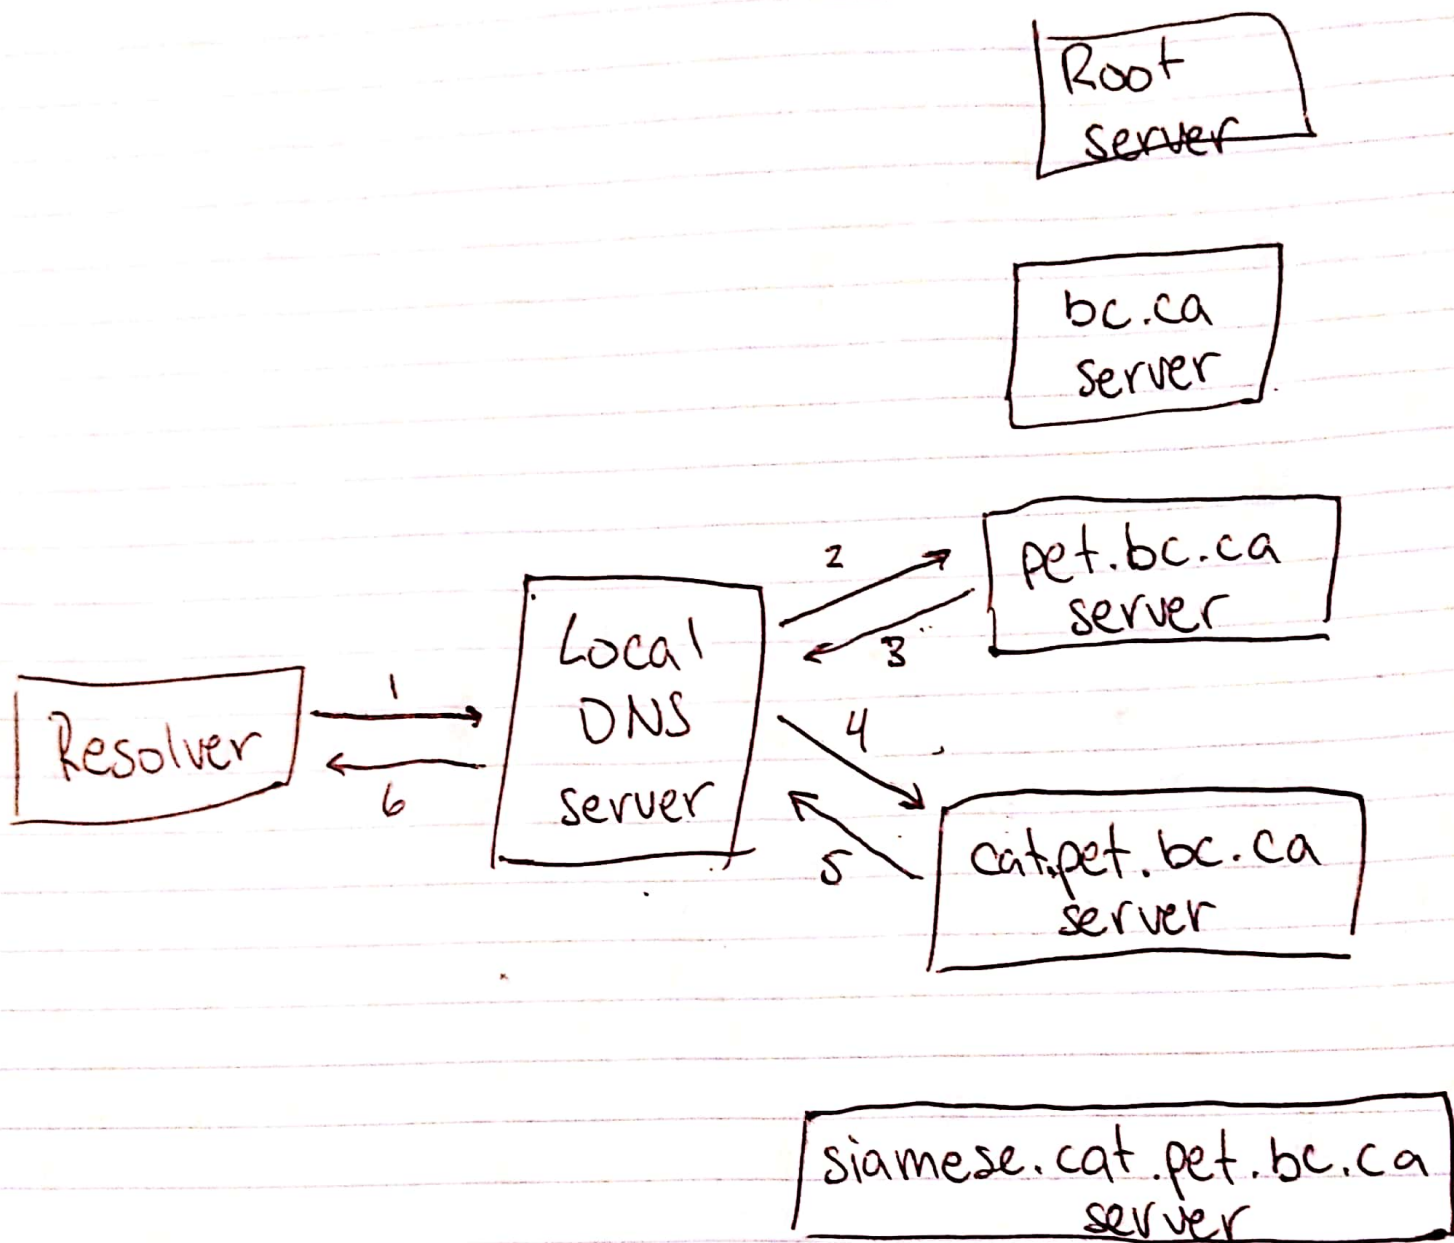 Root
server
bc.ca
server
2
pet.bc.ca
server
3
Local
DNS
server
1
Resolver
6
4
5
cat.pet.bc.ca
server
siamese.cat.pet.bc.ca
server